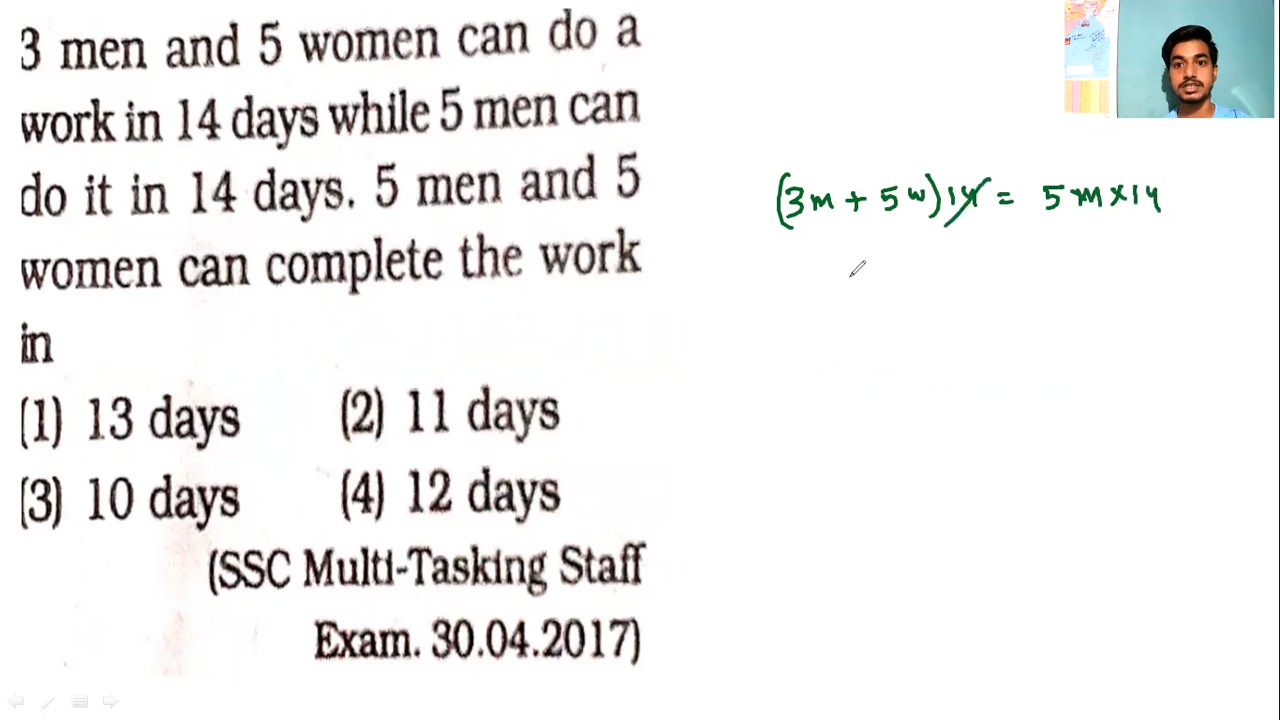 3 men and 5 women can do a
work in 14 days while 5 men can
do it in 14 days. 5 men and 5
women can complete the work
in
(1) 13 days (2) 11 days
(3) 10 days (4) 12 days
(SSC Multi-Tasking Staff
Exam. 30.04.2017)
(3m + 5w)14 = 5m×14